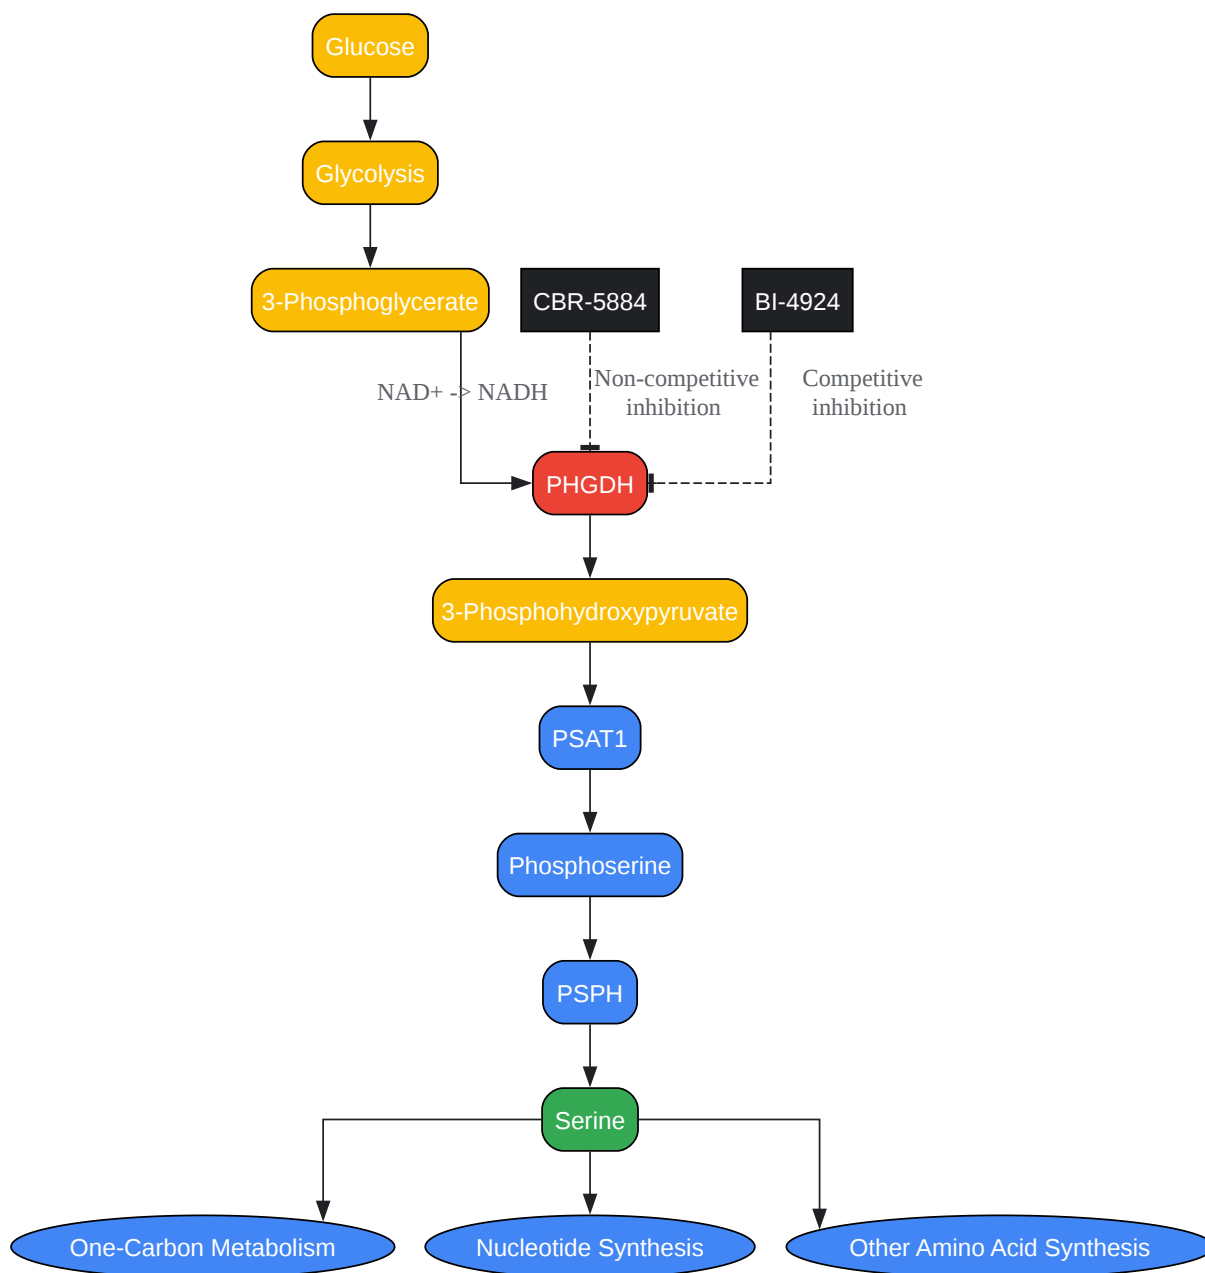 Glucose
Glycolysis
3-Phosphoglycerate
CBR-5884
BI-4924
NAD+ -> NADH
Non-competitive
inhibition
Competitive
inhibition
PHGDH
3-Phosphohydroxypyruvate
PSAT1
Phosphoserine
PSPH
Serine
One-Carbon Metabolism
Nucleotide Synthesis
Other Amino Acid Synthesis